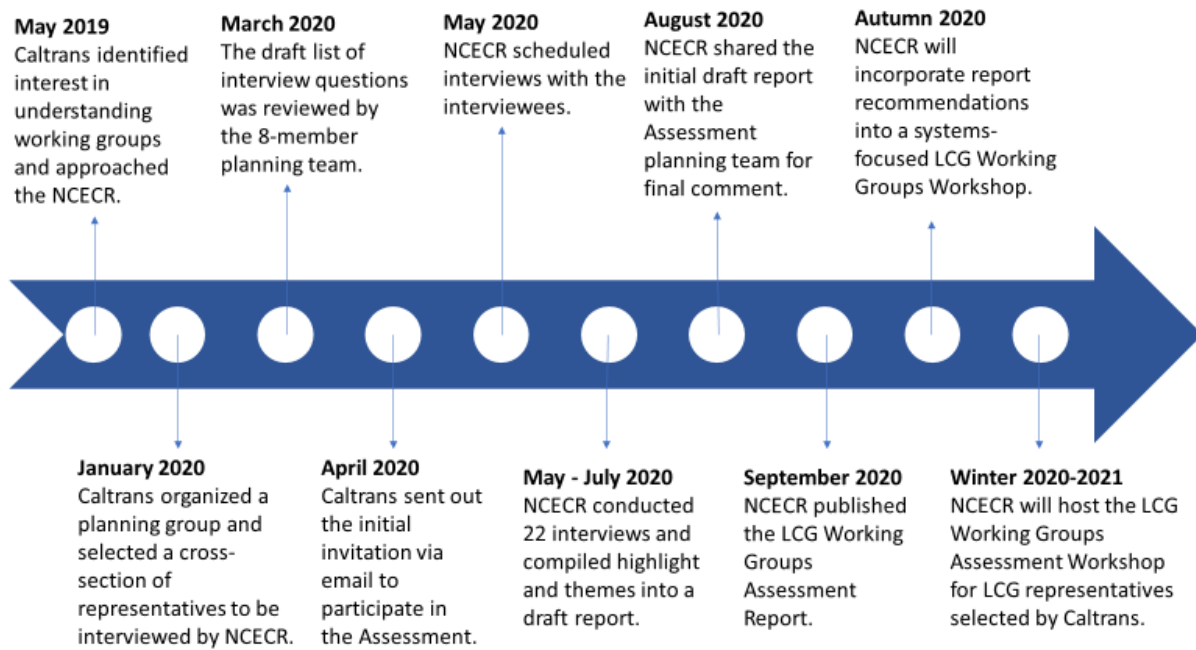 May 2019
Caltrans identified
interest in
understanding
working groups
and approached
the NCECR.
March 2020
The draft list of
interview questions
was reviewed by
the 8-member
planning team.
May 2020
NCECR scheduled
interviews with the
interviewees.
August 2020
NCECR shared the
initial draft report
with the
Assessment
planning team for
final comment.
Autumn 2020
NCECR will
incorporate report
recommendations
into a systems-
focused LCG Working
Groups Workshop.
January 2020
Caltrans organized a
planning group and
selected a cross-
section of
representatives to be
interviewed by NCECR.
April 2020
Caltrans sent out
the initial
invitation via
email to
participate in
the Assessment.
May - July 2020
NCECR conducted
22 interviews and
compiled highlight
and themes into a
draft report.
September 2020
NCECR published
the LCG Working
Groups
Assessment
Report.
Winter 2020-2021
NCECR will host the LCG
Working Groups
Assessment Workshop
for LCG representatives
selected by Caltrans.